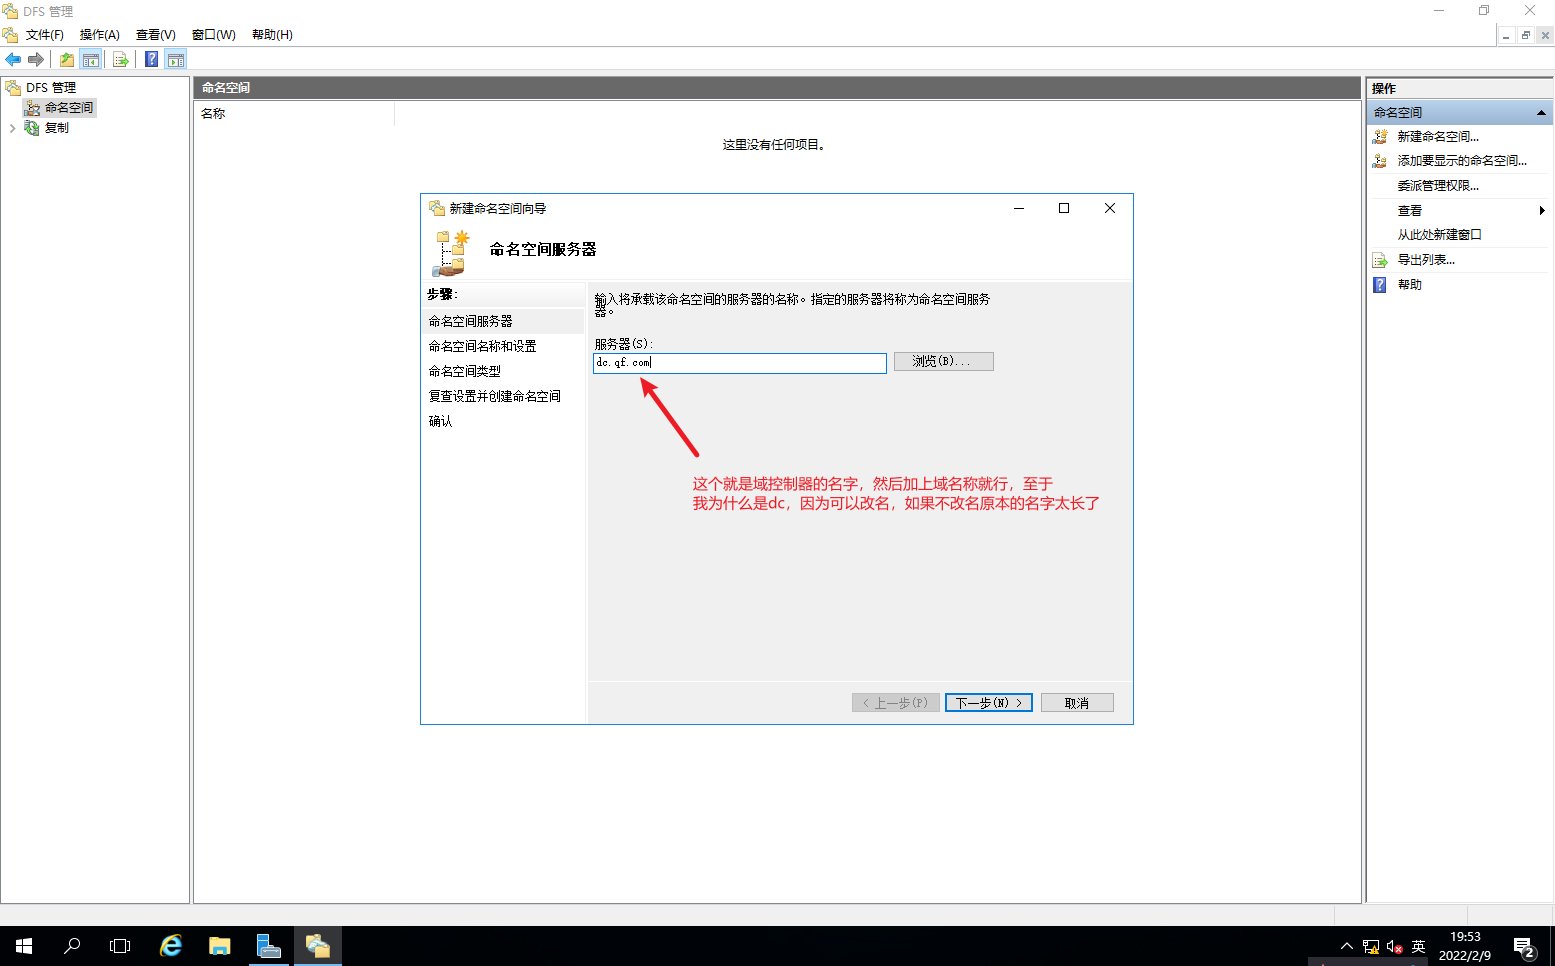 DFS 管理
文件(F) 操作(A) 查看(V) 窗口(W) 帮助(H)
DFS 管理
命名空间
复制
命名空间
名称
这里没有任何项目。
新建命名空间向导
命名空间服务器
步骤:
命名空间服务器
命名空间名称和设置
命名空间类型
复查设置并创建命名空间
确认
输入将承载该命名空间的服务器的名称。指定的服务器将称为命名空间服务
器。
服务器(S):
dc.qf.com
浏览(B)...
这个就是域控制器的名字，然后加上域名称就行，至于
我为什么是dc，因为可以改名，如果不改名原本的名字太长了
< 上一步(P) 下一步(N) > 取消
操作
命名空间
新建命名空间...
添加要显示的命名空间...
委派管理权限...
查看
从此处新建窗口
导出列表...
帮助
英
19:53
2022/2/9
2